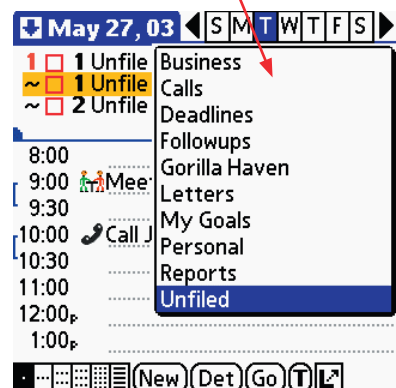 May 27, 03 S M T W T F S
1 1 Unfile
~ 1 Unfile
~ 2 Unfile
Business
Calls
Deadlines
Followups
Gorilla Haven
Letters
My Goals
Personal
Reports
Unfiled
8:00
9:00 Mee
9:30
10:00 Call J
10:30
11:00
12:00P
1:00P
New Det Go T